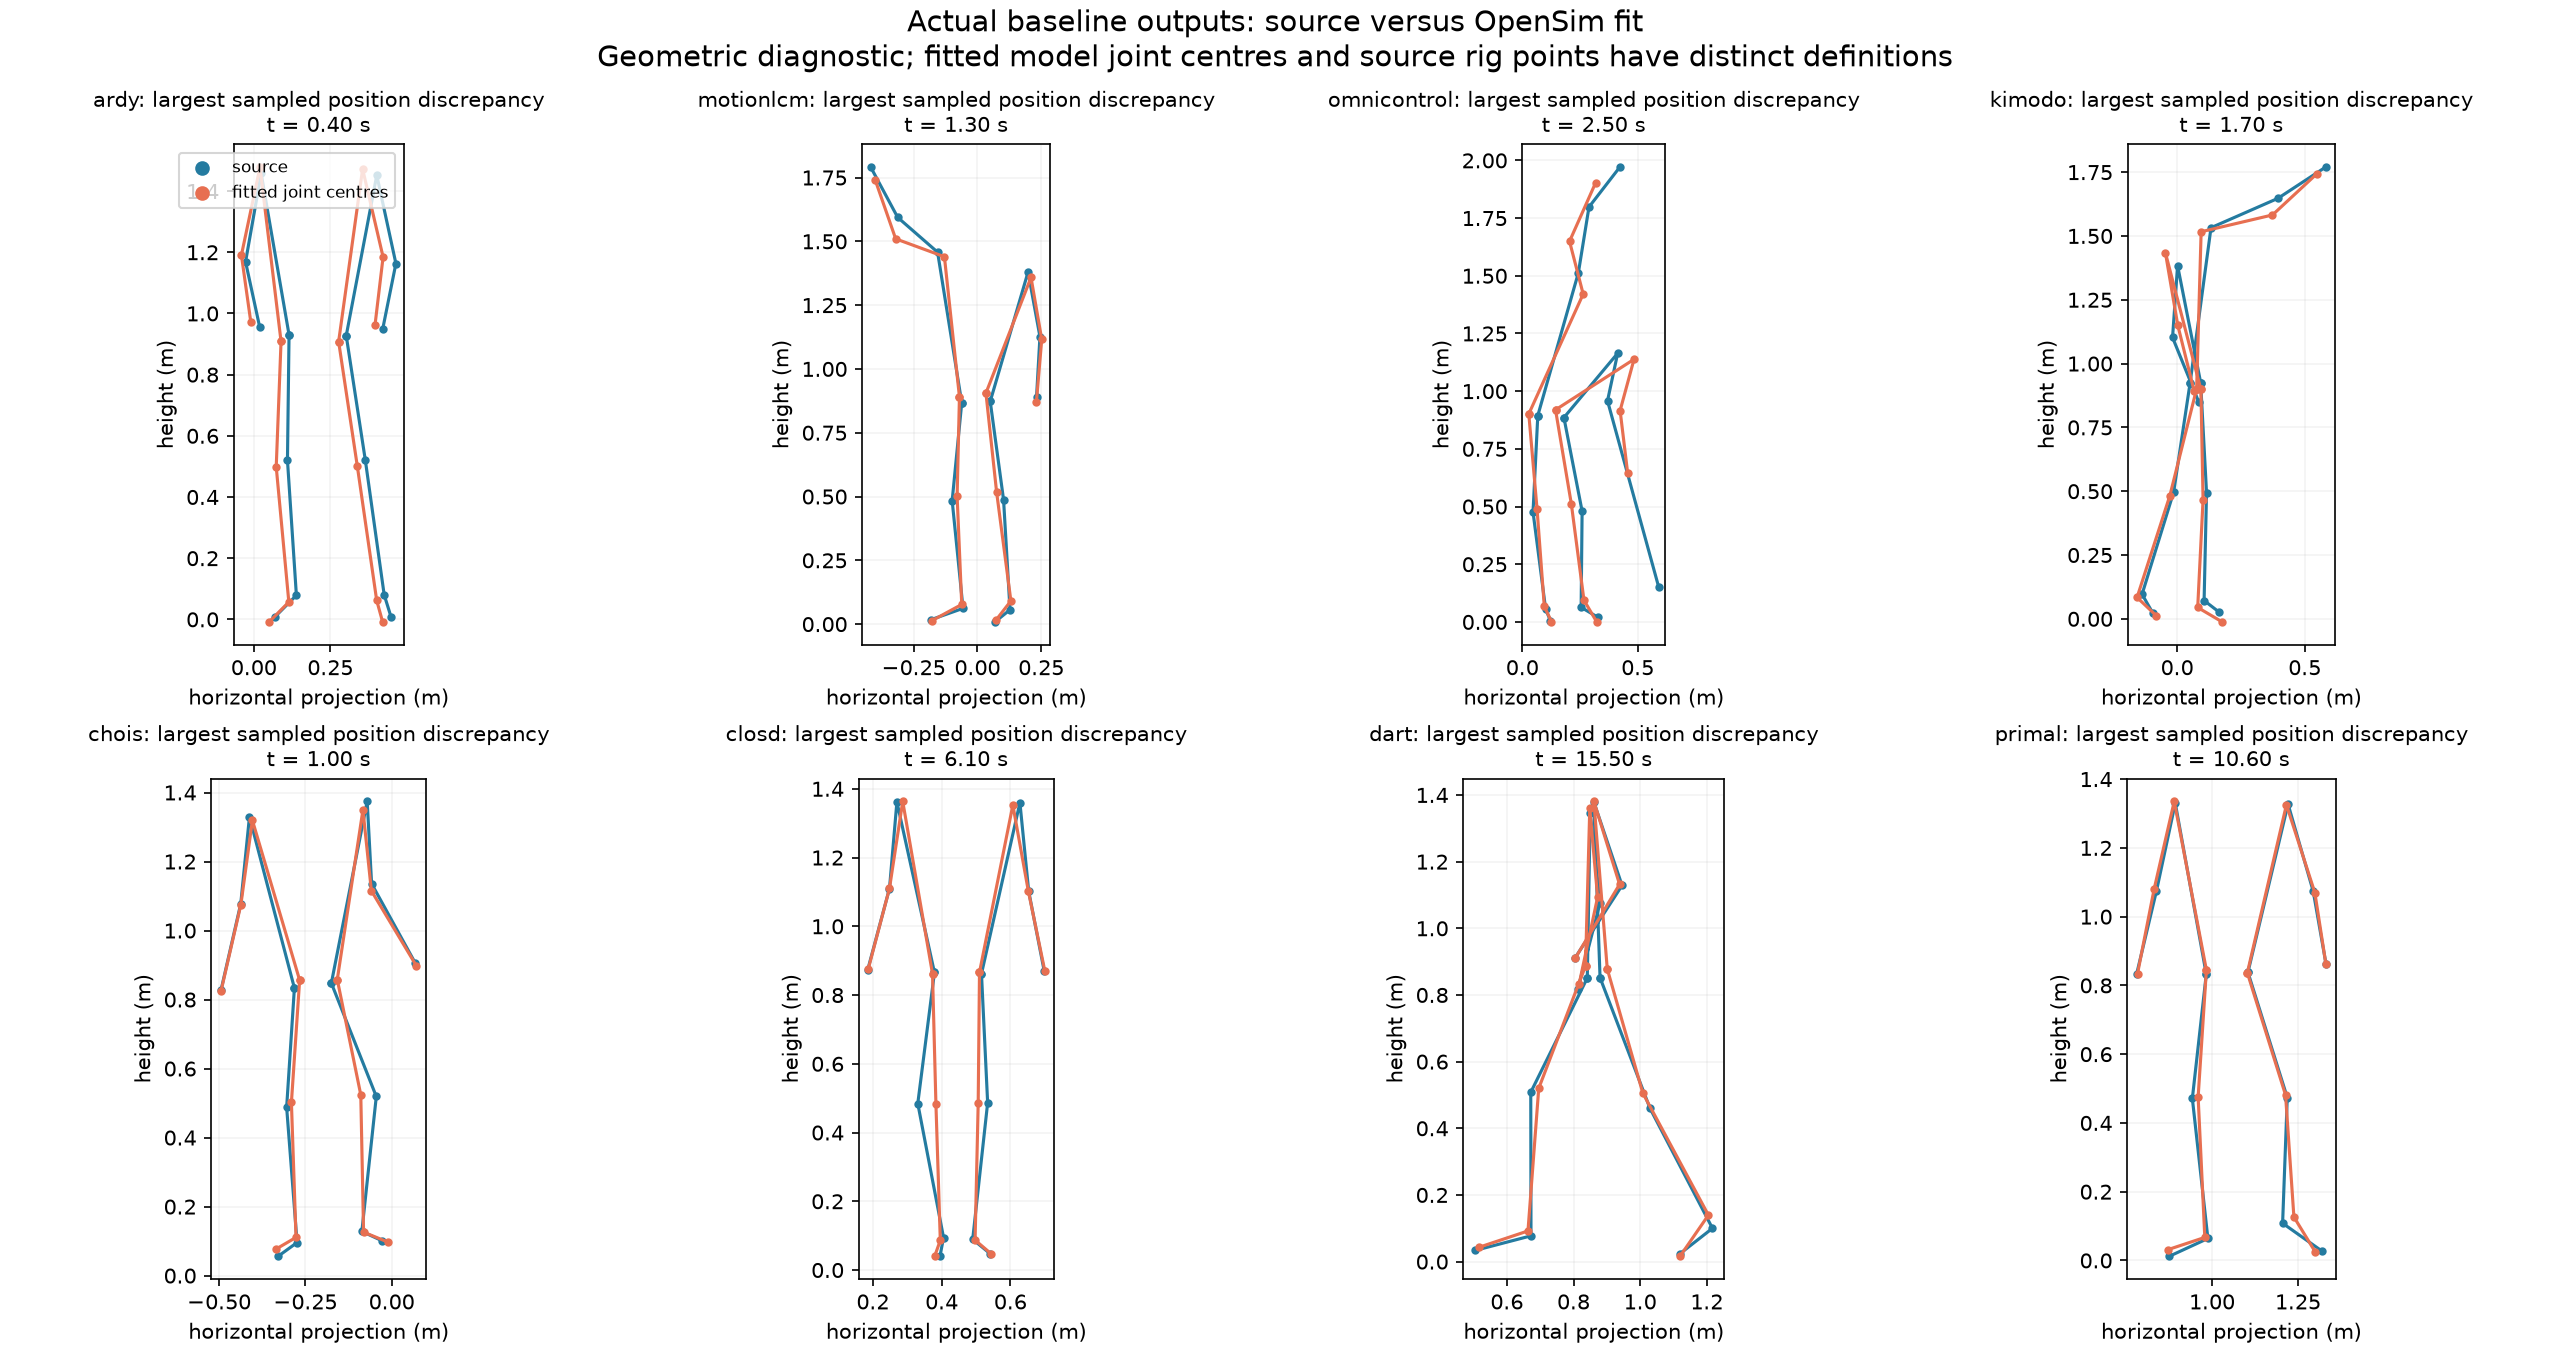 Actual baseline outputs: source versus OpenSim fit
Geometric diagnostic; fitted model joint centres and source rig points have distinct definitions
ardy: largest sampled position discrepancy
t = 0.40 s
source
fitted joint centres
1.4
1.2
1.0
0.8
0.6
0.4
0.2
0.0
height (m)
0.00 0.25
horizontal projection (m)
motionlcm: largest sampled position discrepancy
t = 1.30 s
1.75
1.50
1.25
1.00
0.75
0.50
0.25
0.00
height (m)
−0.25 0.00 0.25
horizontal projection (m)
omnicontrol: largest sampled position discrepancy
t = 2.50 s
2.00
1.75
1.50
1.25
1.00
0.75
0.50
0.25
0.00
height (m)
0.0 0.5
horizontal projection (m)
kimodo: largest sampled position discrepancy
t = 1.70 s
1.75
1.50
1.25
1.00
0.75
0.50
0.25
0.00
height (m)
0.0 0.5
horizontal projection (m)
chois: largest sampled position discrepancy
t = 1.00 s
1.4
1.2
1.0
0.8
0.6
0.4
0.2
0.0
height (m)
−0.50 −0.25 0.00
horizontal projection (m)
closd: largest sampled position discrepancy
t = 6.10 s
1.4
1.2
1.0
0.8
0.6
0.4
0.2
0.0
height (m)
0.2 0.4 0.6
horizontal projection (m)
dart: largest sampled position discrepancy
t = 15.50 s
1.4
1.2
1.0
0.8
0.6
0.4
0.2
0.0
height (m)
0.6 0.8 1.0 1.2
horizontal projection (m)
primal: largest sampled position discrepancy
t = 10.60 s
1.4
1.2
1.0
0.8
0.6
0.4
0.2
0.0
height (m)
1.00 1.25
horizontal projection (m)